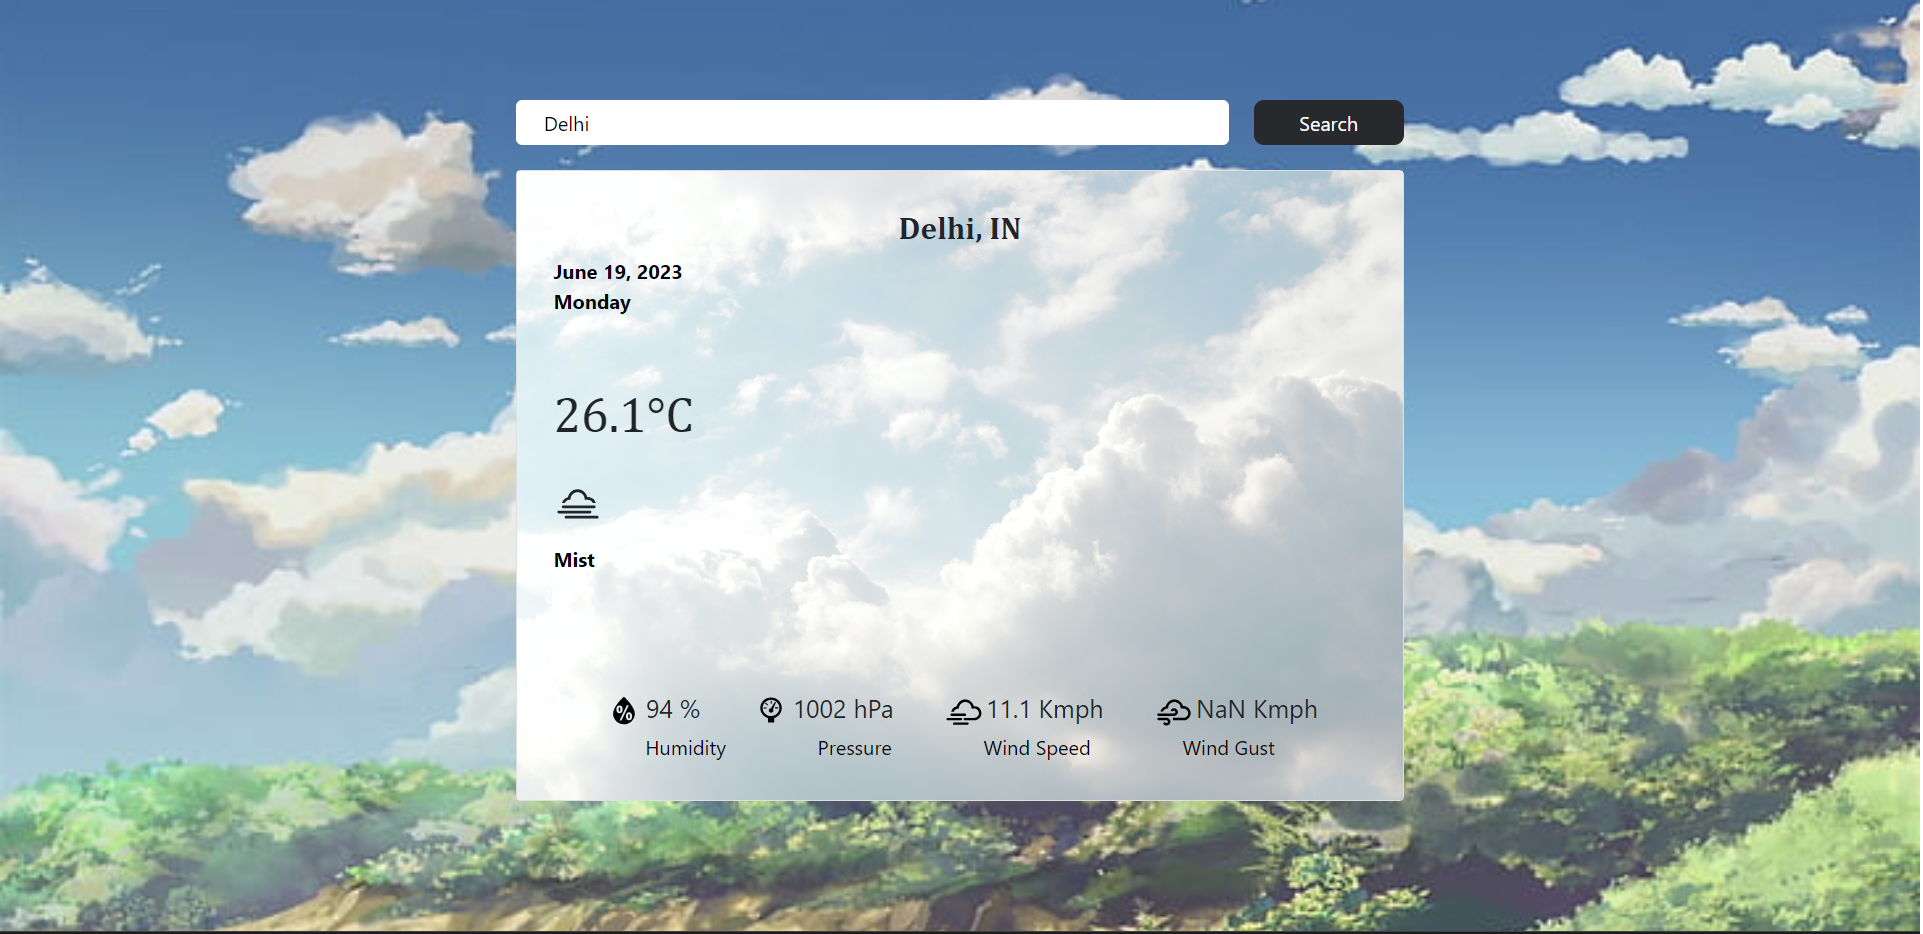 Delhi
Search
Delhi, IN
June 19, 2023
Monday
26.1°C
Mist
94 % 1002 hPa 11.1 Kmph NaN Kmph
Humidity Pressure Wind Speed Wind Gust